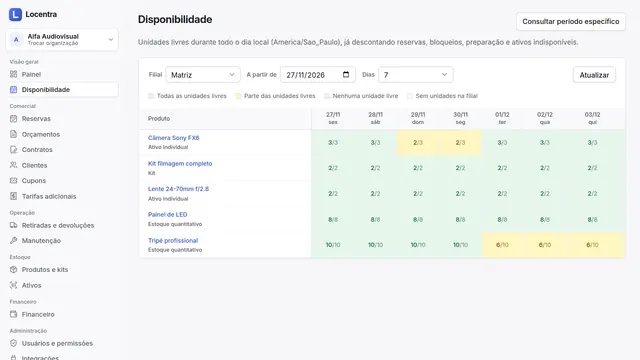 Locentra
A
Alfa Audiovisual
Trocar organização
Visão geral
Painel
Disponibilidade
Comercial
Reservas
Orçamentos
Contratos
Clientes
Cupons
Tarifas adicionais
Operação
Retiradas e devoluções
Manutenção
Estoque
Produtos e kits
Ativos
Financeiro
Financeiro
Administração
Usuários e permissões
Integrações
Disponibilidade
Consultar período específico
Unidades livres durante todo o dia local (America/Sao_Paulo), já descontando reservas, bloqueios, preparação e ativos indisponíveis.
Filial Matriz A partir de 27/11/2026 Dias 7 Atualizar
Todas as unidades livres Parte das unidades livres Nenhuma unidade livre Sem unidades na filial
Produto 27/11 sex 28/11 sáb 29/11 dom 30/11 seg 01/12 ter 02/12 qua 03/12 qui
Câmera Sony FX6 3/3 3/3 2/3 2/3 3/3 3/3 3/3
Ativo individual
Kit filmagem completo 2/2 2/2 2/2 2/2 2/2 2/2 2/2
Kit
Lente 24-70mm f/2.8 2/2 2/2 2/2 2/2 2/2 2/2 2/2
Ativo individual
Painel de LED 8/8 8/8 8/8 8/8 8/8 8/8 8/8
Estoque quantitativo
Tripé profissional 10/10 10/10 10/10 10/10 6/10 6/10 6/10
Estoque quantitativo